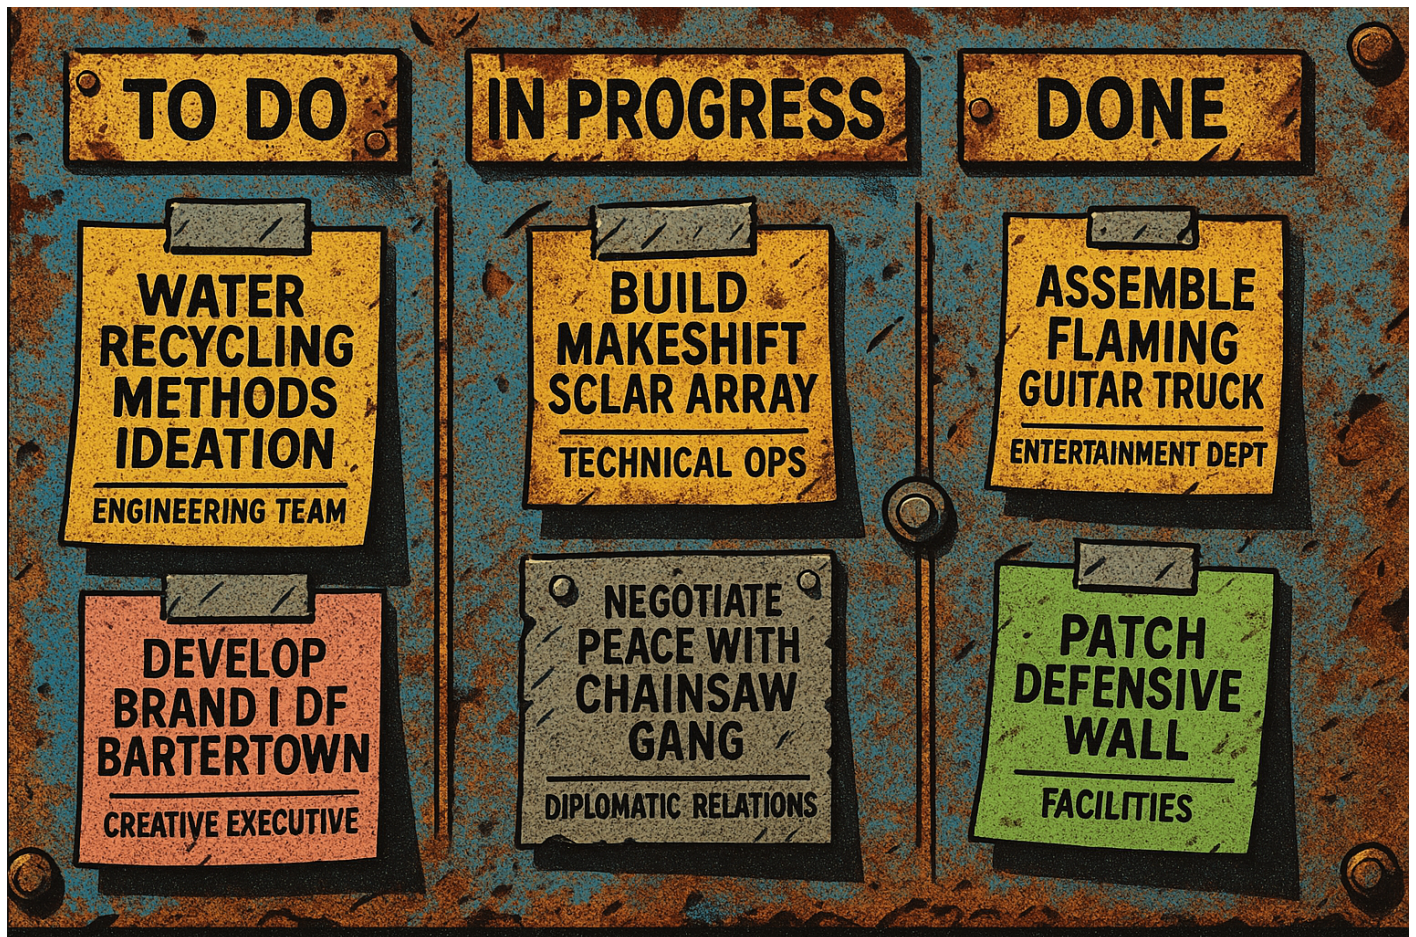 TO DO
WATER
RECYCLING
METHODS
IDEATION
ENGINEERING TEAM
DEVELOP
BRAND I DF
BARTERTOWN
CREATIVE EXECUTIVE
IN PROGRESS
BUILD
MAKESHIFT
SCLAR ARRAY
TECHNICAL OPS
NEGOTIATE
PEACE WITH
CHAINSAW
GANG
DIPLOMATIC RELATIONS
DONE
ASSEMBLE
FLAMING
GUITAR TRUCK
ENTERTAINMENT DEPT
PATCH
DEFENSIVE
WALL
FACILITIES